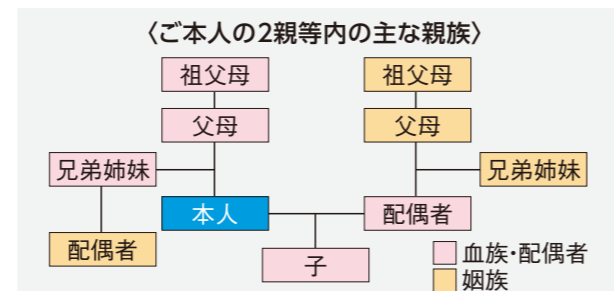 〈ご本人の2親等内の主な親族〉
祖父母
祖父母
父母
父母
兄弟姉妹
兄弟姉妹
本人
配偶者
配偶者
子
血族・配偶者
姻族